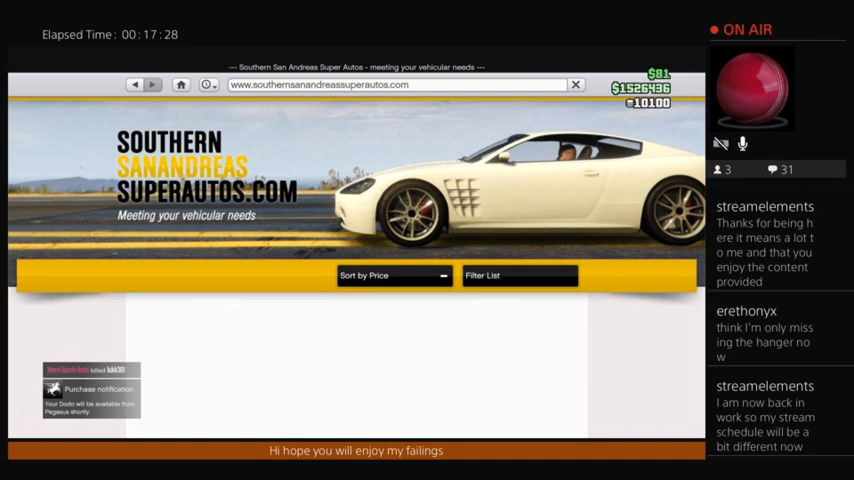 Elapsed Time : 00:17:28
ON AIR
--- Southern San Andreas Super Autos - meeting your vehicular needs ---
www.southernsanandreassuperautos.com
$81
$1526436
10100
SOUTHERN
SANANDREAS
SUPERAUTOS.COM
Meeting your vehicular needs
Sort by Price
Filter List
killed
Purchase notification
Your Dodo will be available from
Pegasus shortly.
Hi hope you will enjoy my failings
3
31
streamelements
Thanks for being h
ere it means a lot t
o me and that you
enjoy the content
provided
erethonyx
think I'm only miss
ing the hanger no
w
streamelements
I am now back in
work so my stream
schedule will be a
bit different now